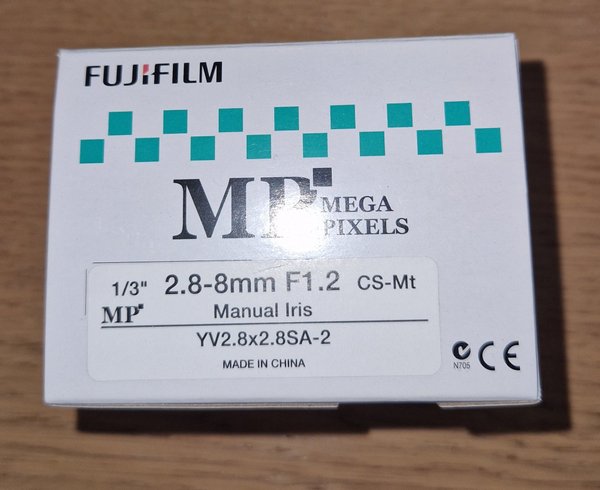 FUJIFILM
MP MEGA
PIXELS
1/3" 2.8-8mm F1.2 CS-Mt
MP Manual Iris
YV2.8x2.8SA-2
MADE IN CHINA
N705
CE